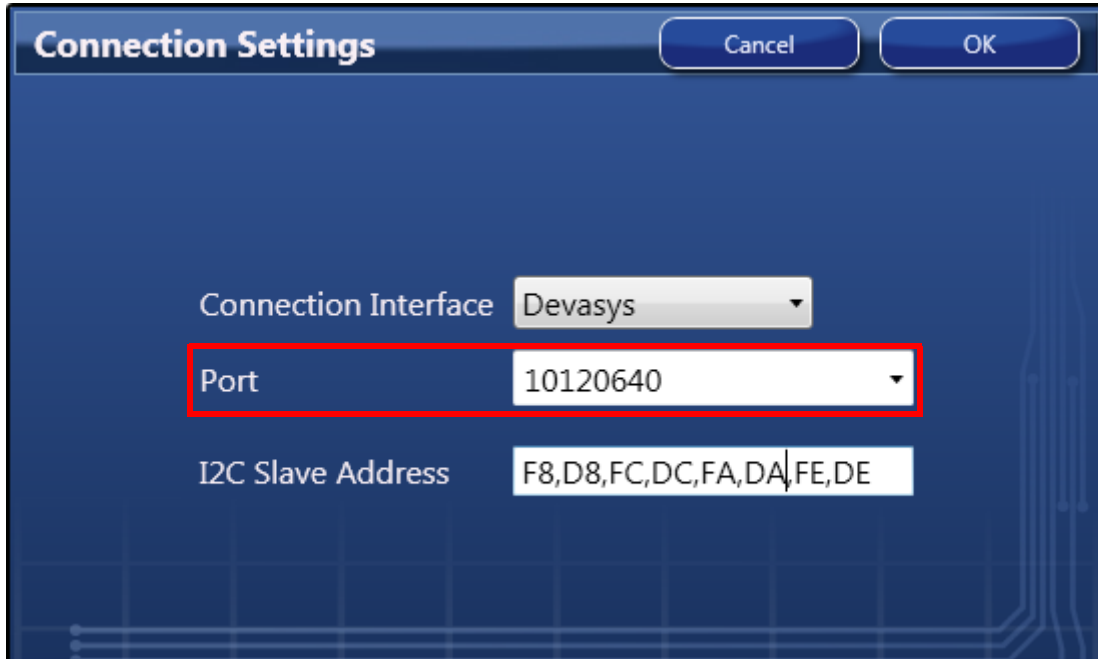 Connection Settings Cancel OK
Connection Interface Devasys
Port 10120640
I2C Slave Address F8,D8,FC,DC,FA,DA,FE,DE